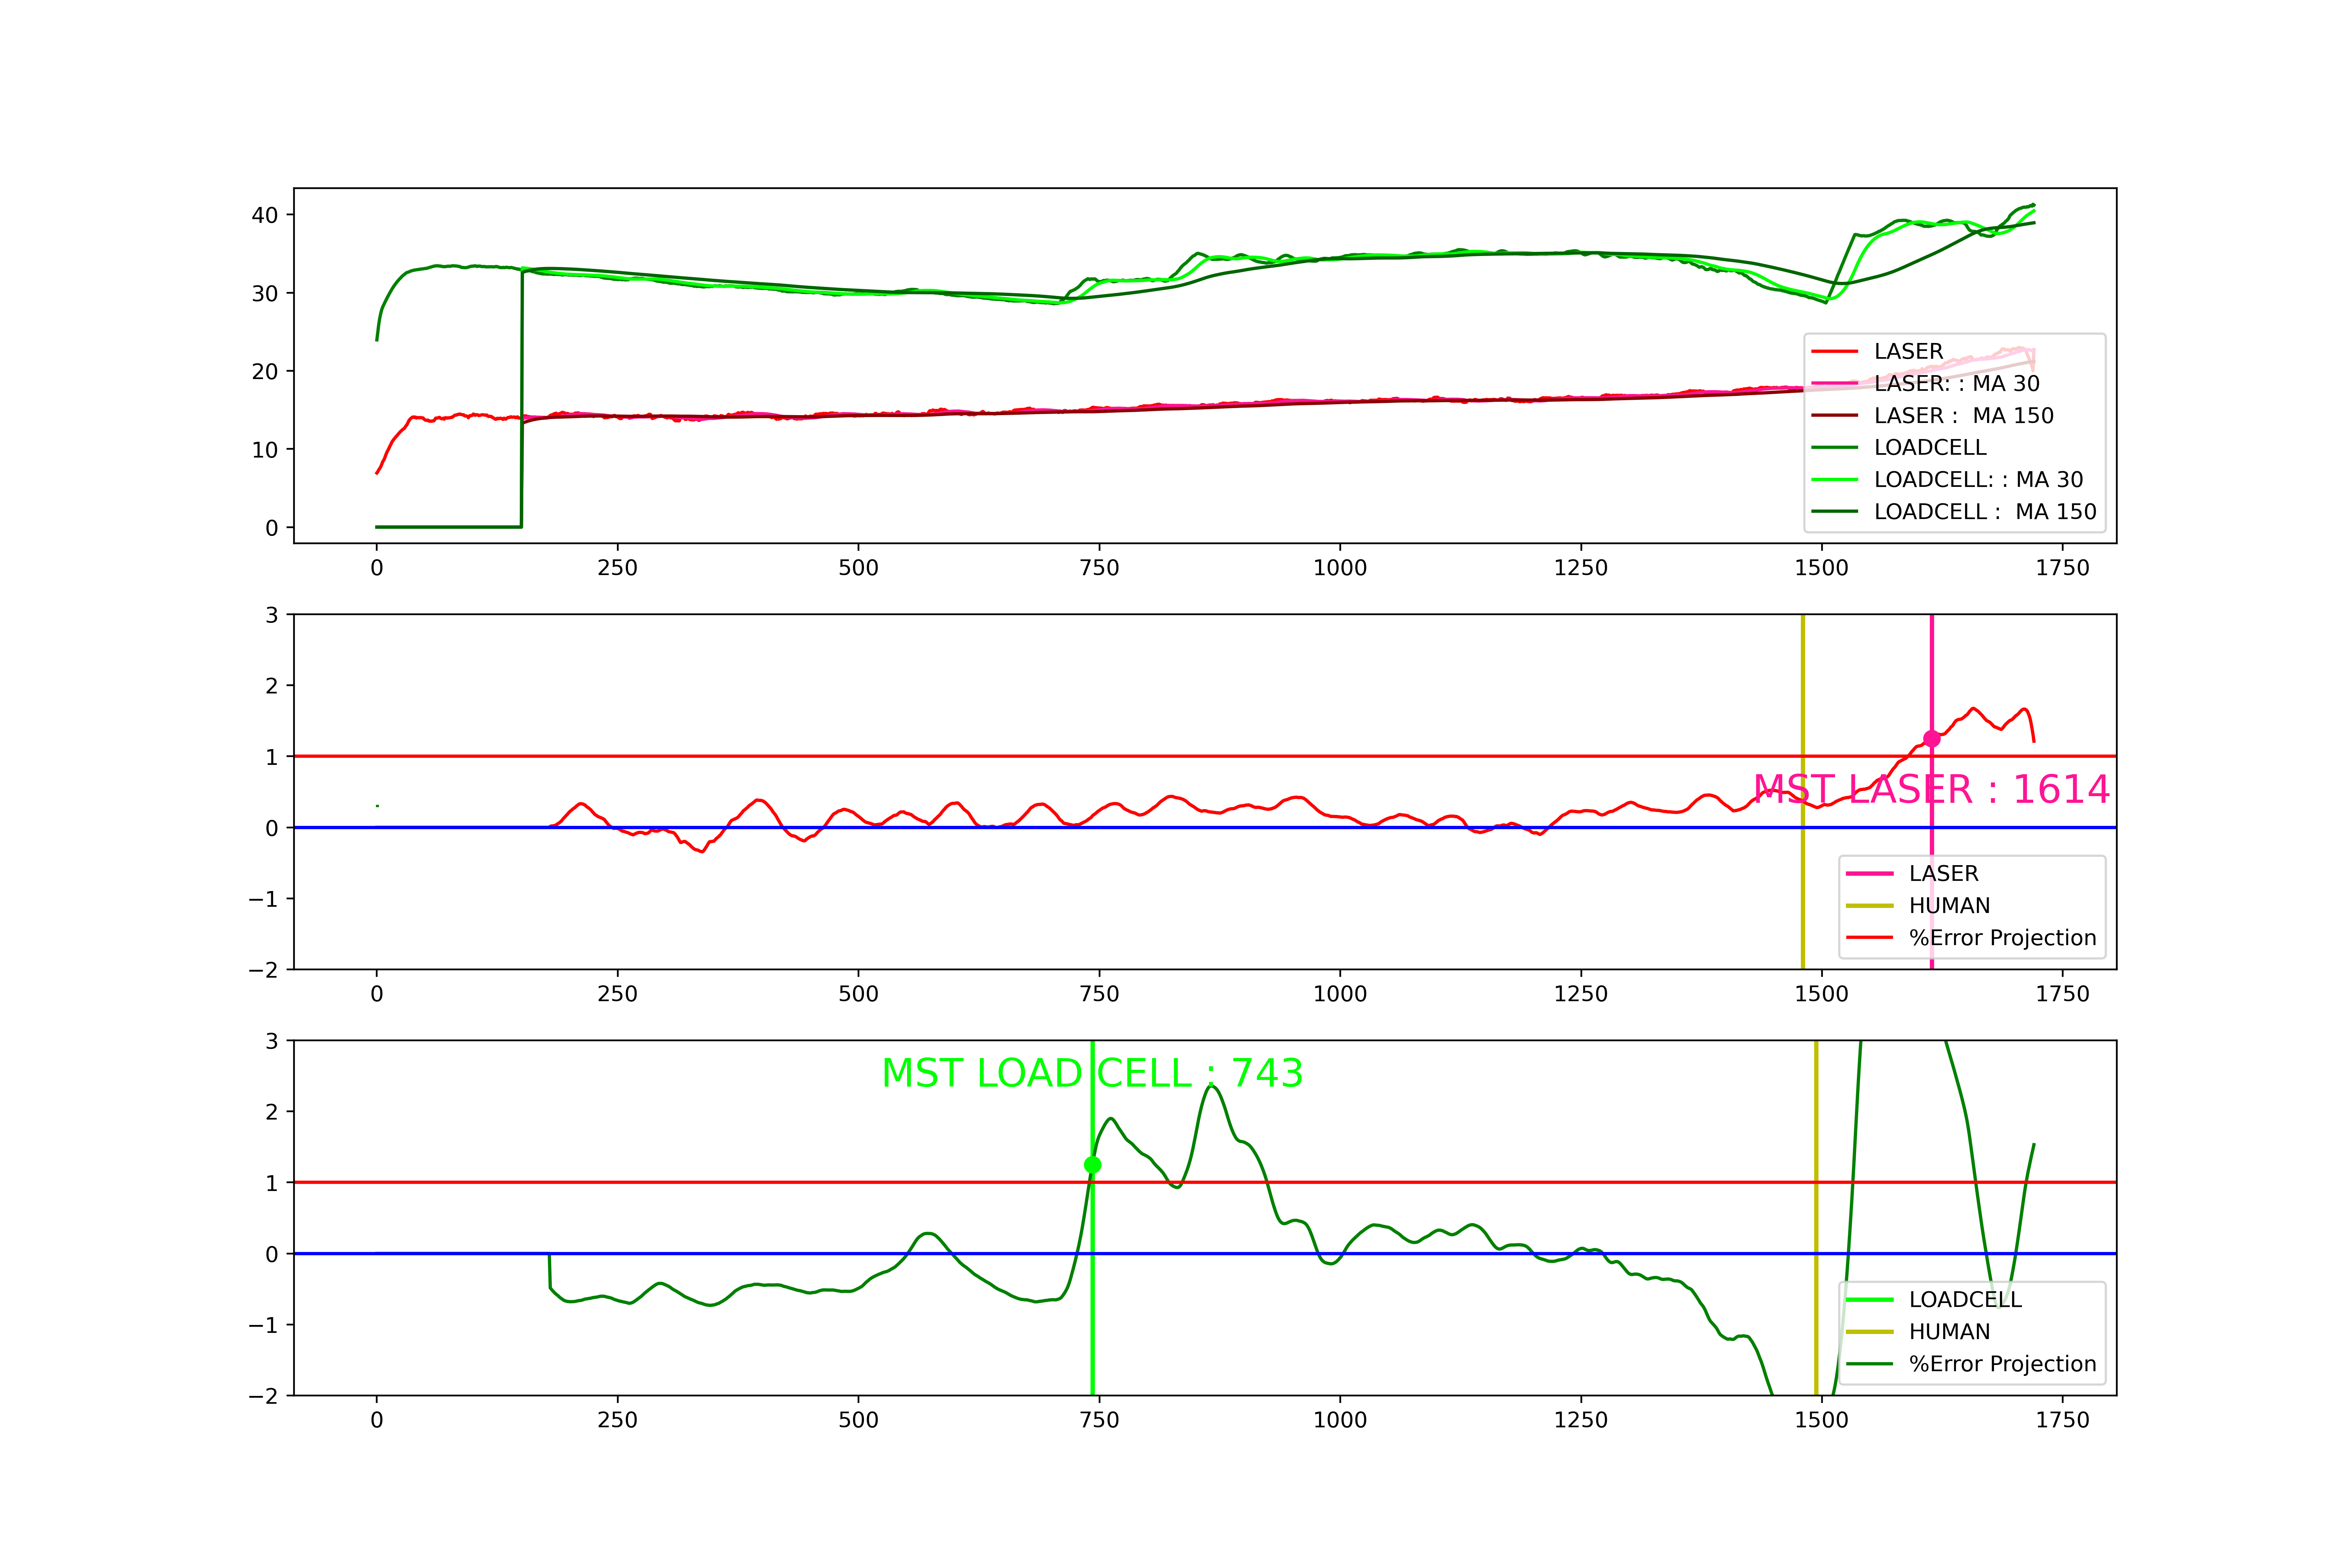 40
30
20
10
0
LASER
LASER: : MA 30
LASER :  MA 150
LOADCELL
LOADCELL: : MA 30
LOADCELL :  MA 150
0 250 500 750 1000 1250 1500 1750
3
2
1
0
−1
−2
MST LASER : 1614
LASER
HUMAN
%Error Projection
0 250 500 750 1000 1250 1500 1750
3
2
1
0
−1
−2
MST LOAD CELL : 743
LOADCELL
HUMAN
%Error Projection
0 250 500 750 1000 1250 1500 1750